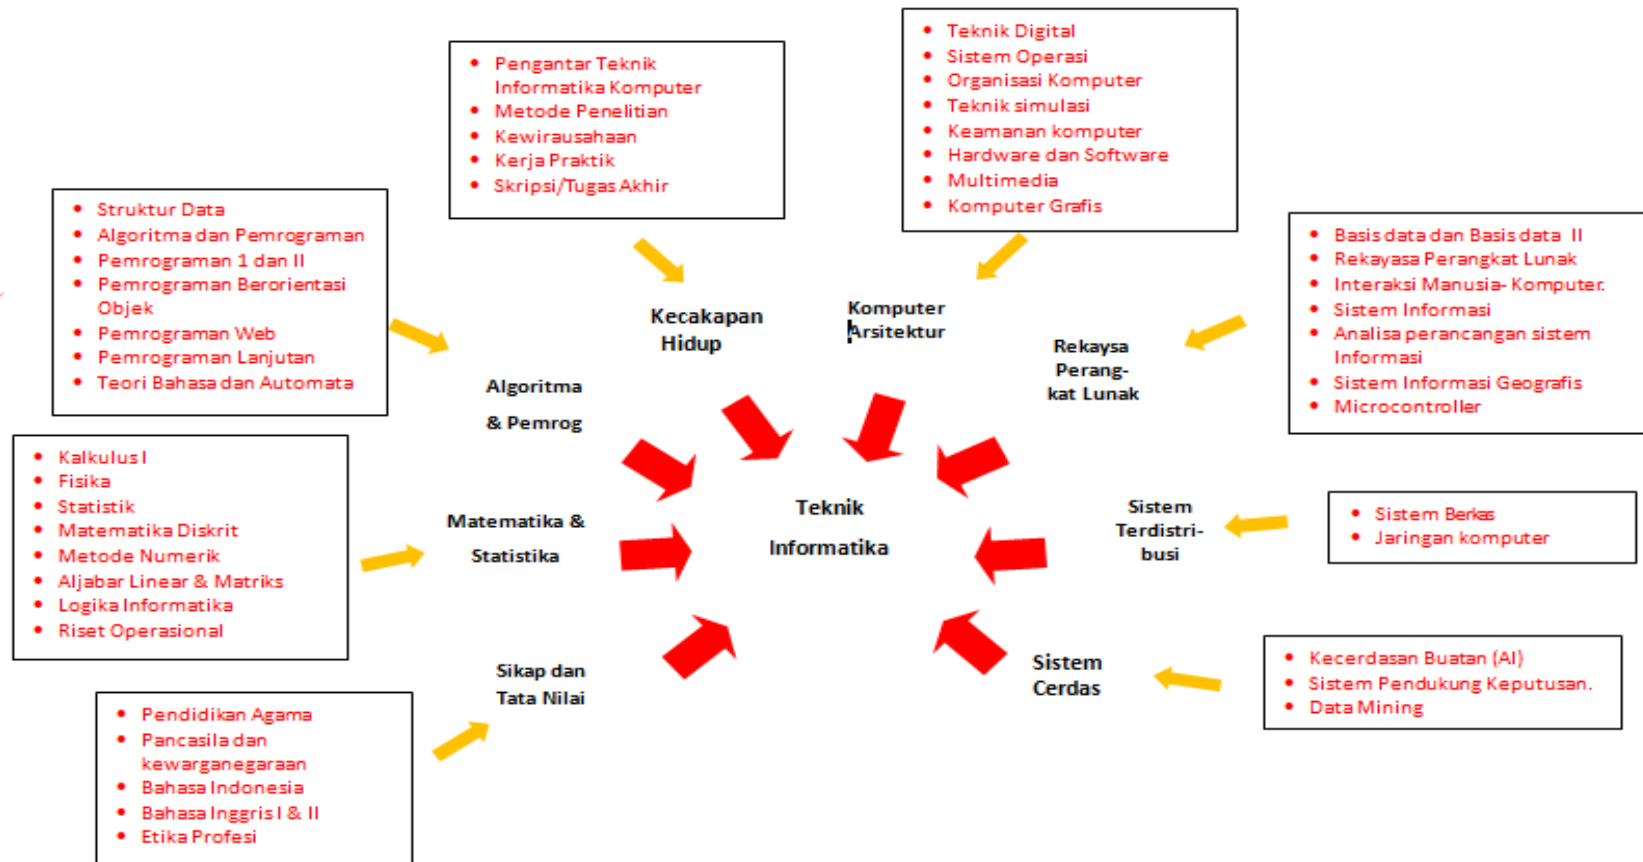 Pengantar Teknik
Informatika Komputer
Metode Penelitian
Kewirausahaan
Kerja Praktik
Skripsi/Tugas Akhir
Teknik Digital
Sistem Operasi
Organisasi Komputer
Teknik simulasi
Keamanan komputer
Hardware dan Software
Multimedia
Komputer Grafis
Struktur Data
Algoritma dan Pemrograman
Pemrograman 1 dan II
Pemrograman Berorientasi
Objek
Pemrograman Web
Pemrograman Lanjutan
Teori Bahasa dan Automata
Basis data dan Basis data II
Rekayasa Perangkat Lunak
Interaksi Manusia- Komputer.
Sistem Informasi
Analisa perancangan sistem
Informasi
Sistem Informasi Geografis
Microcontroller
Kecakapan
Hidup
Komputer
Arsitektur
Rekaysa
Perang-
kat Lunak
Algoritma
& Pemrog
Kalkulus I
Fisika
Statistik
Matematika Diskrit
Metode Numerik
Aljabar Linear & Matriks
Logika Informatika
Riset Operasional
Matematika &
Statistika
Teknik
Informatika
Sistem
Terdistri-
busi
Sistem Berkas
Jaringan komputer
Sikap dan
Tata Nilai
Sistem
Cerdas
Kecerdasan Buatan (AI)
Sistem Pendukung Keputusan.
Data Mining
Pendidikan Agama
Pancasila dan
kewarganegaraan
Bahasa Indonesia
Bahasa Inggris I & II
Etika Profesi